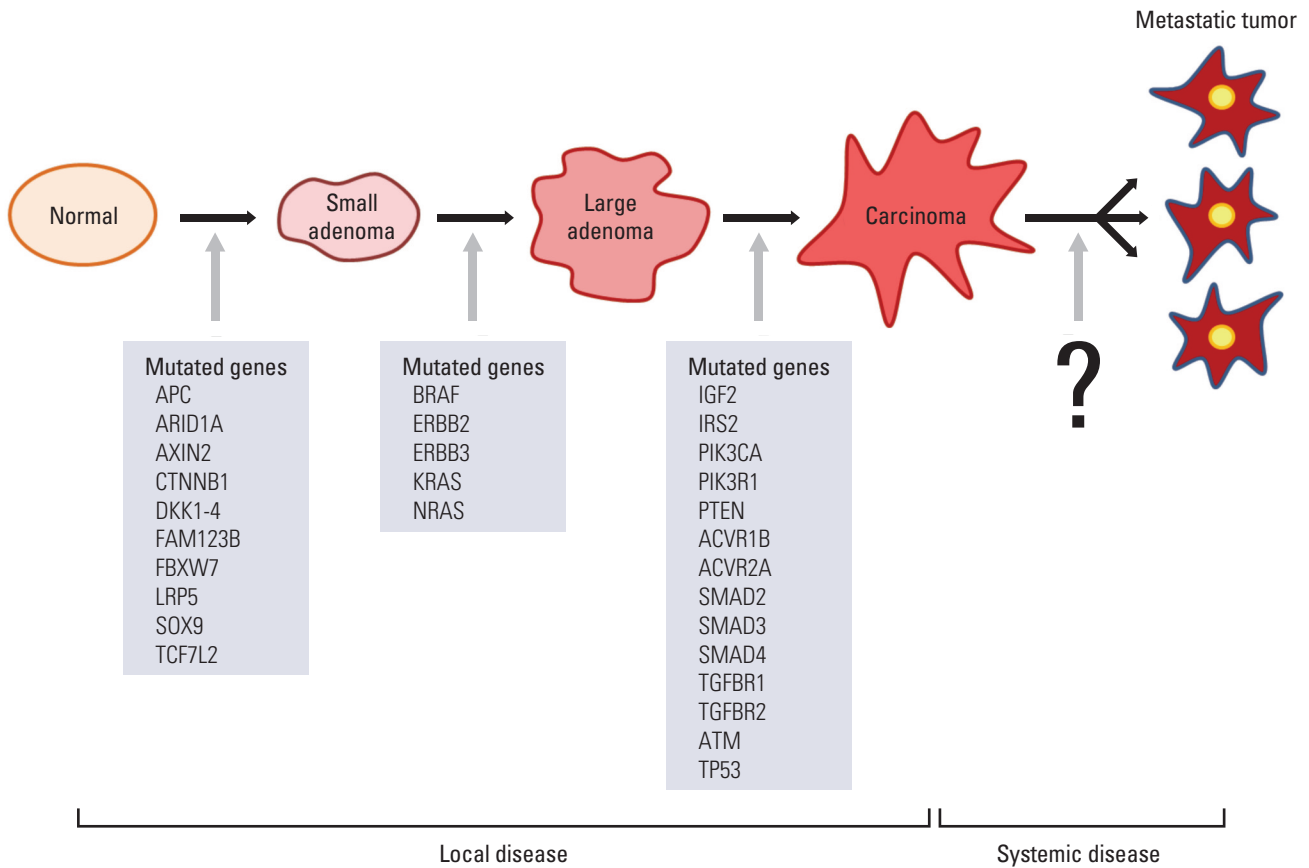 Metastatic tumor
Normal
Small
adenoma
Large
adenoma
Carcinoma
Mutated genes
APC
ARID1A
AXIN2
CTNNB1
DKK1-4
FAM123B
FBXW7
LRP5
SOX9
TCF7L2
Mutated genes
BRAF
ERBB2
ERBB3
KRAS
NRAS
Mutated genes
IGF2
IRS2
PIK3CA
PIK3R1
PTEN
ACVR1B
ACVR2A
SMAD2
SMAD3
SMAD4
TGFBR1
TGFBR2
ATM
TP53
?
Local disease
Systemic disease